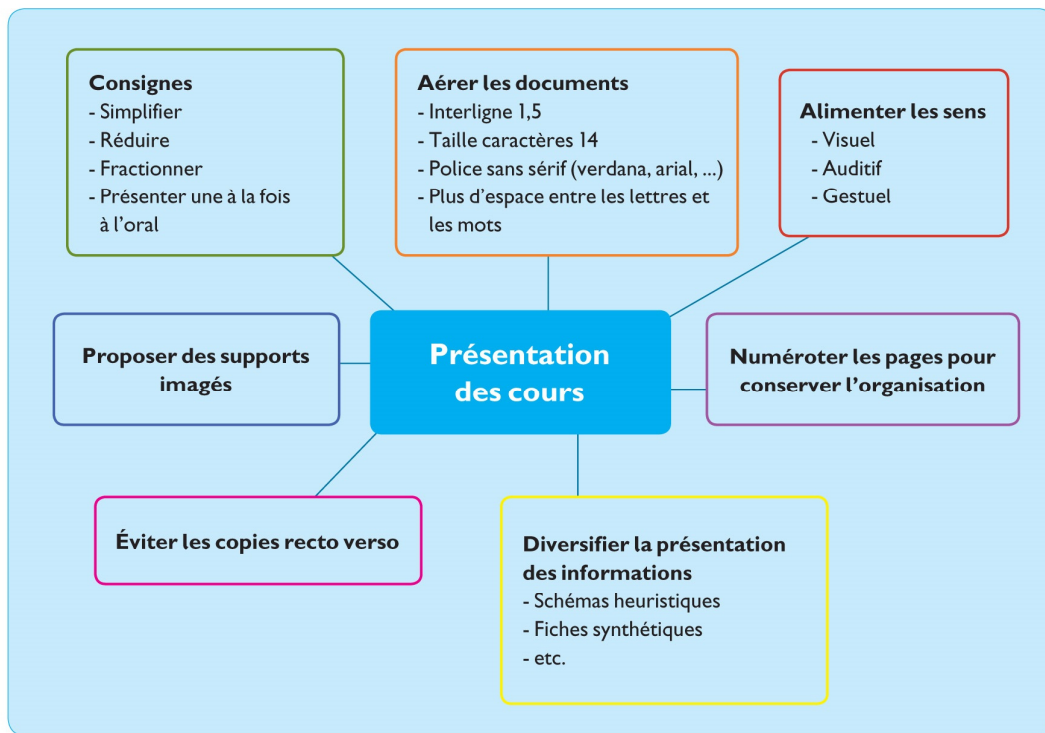 Consignes
- Simplifier
- Réduire
- Fractionner
- Présenter une à la fois
à l’oral
Aérer les documents
- Interligne 1,5
- Taille caractères 14
- Police sans sérif (verdana, arial, ...)
- Plus d’espace entre les lettres et
les mots
Alimenter les sens
- Visuel
- Auditif
- Gestuel
Proposer des supports
imagés
Présentation
des cours
Numéroter les pages pour
conserver l’organisation
Éviter les copies recto verso
Diversifier la présentation
des informations
- Schémas heuristiques
- Fiches synthétiques
- etc.